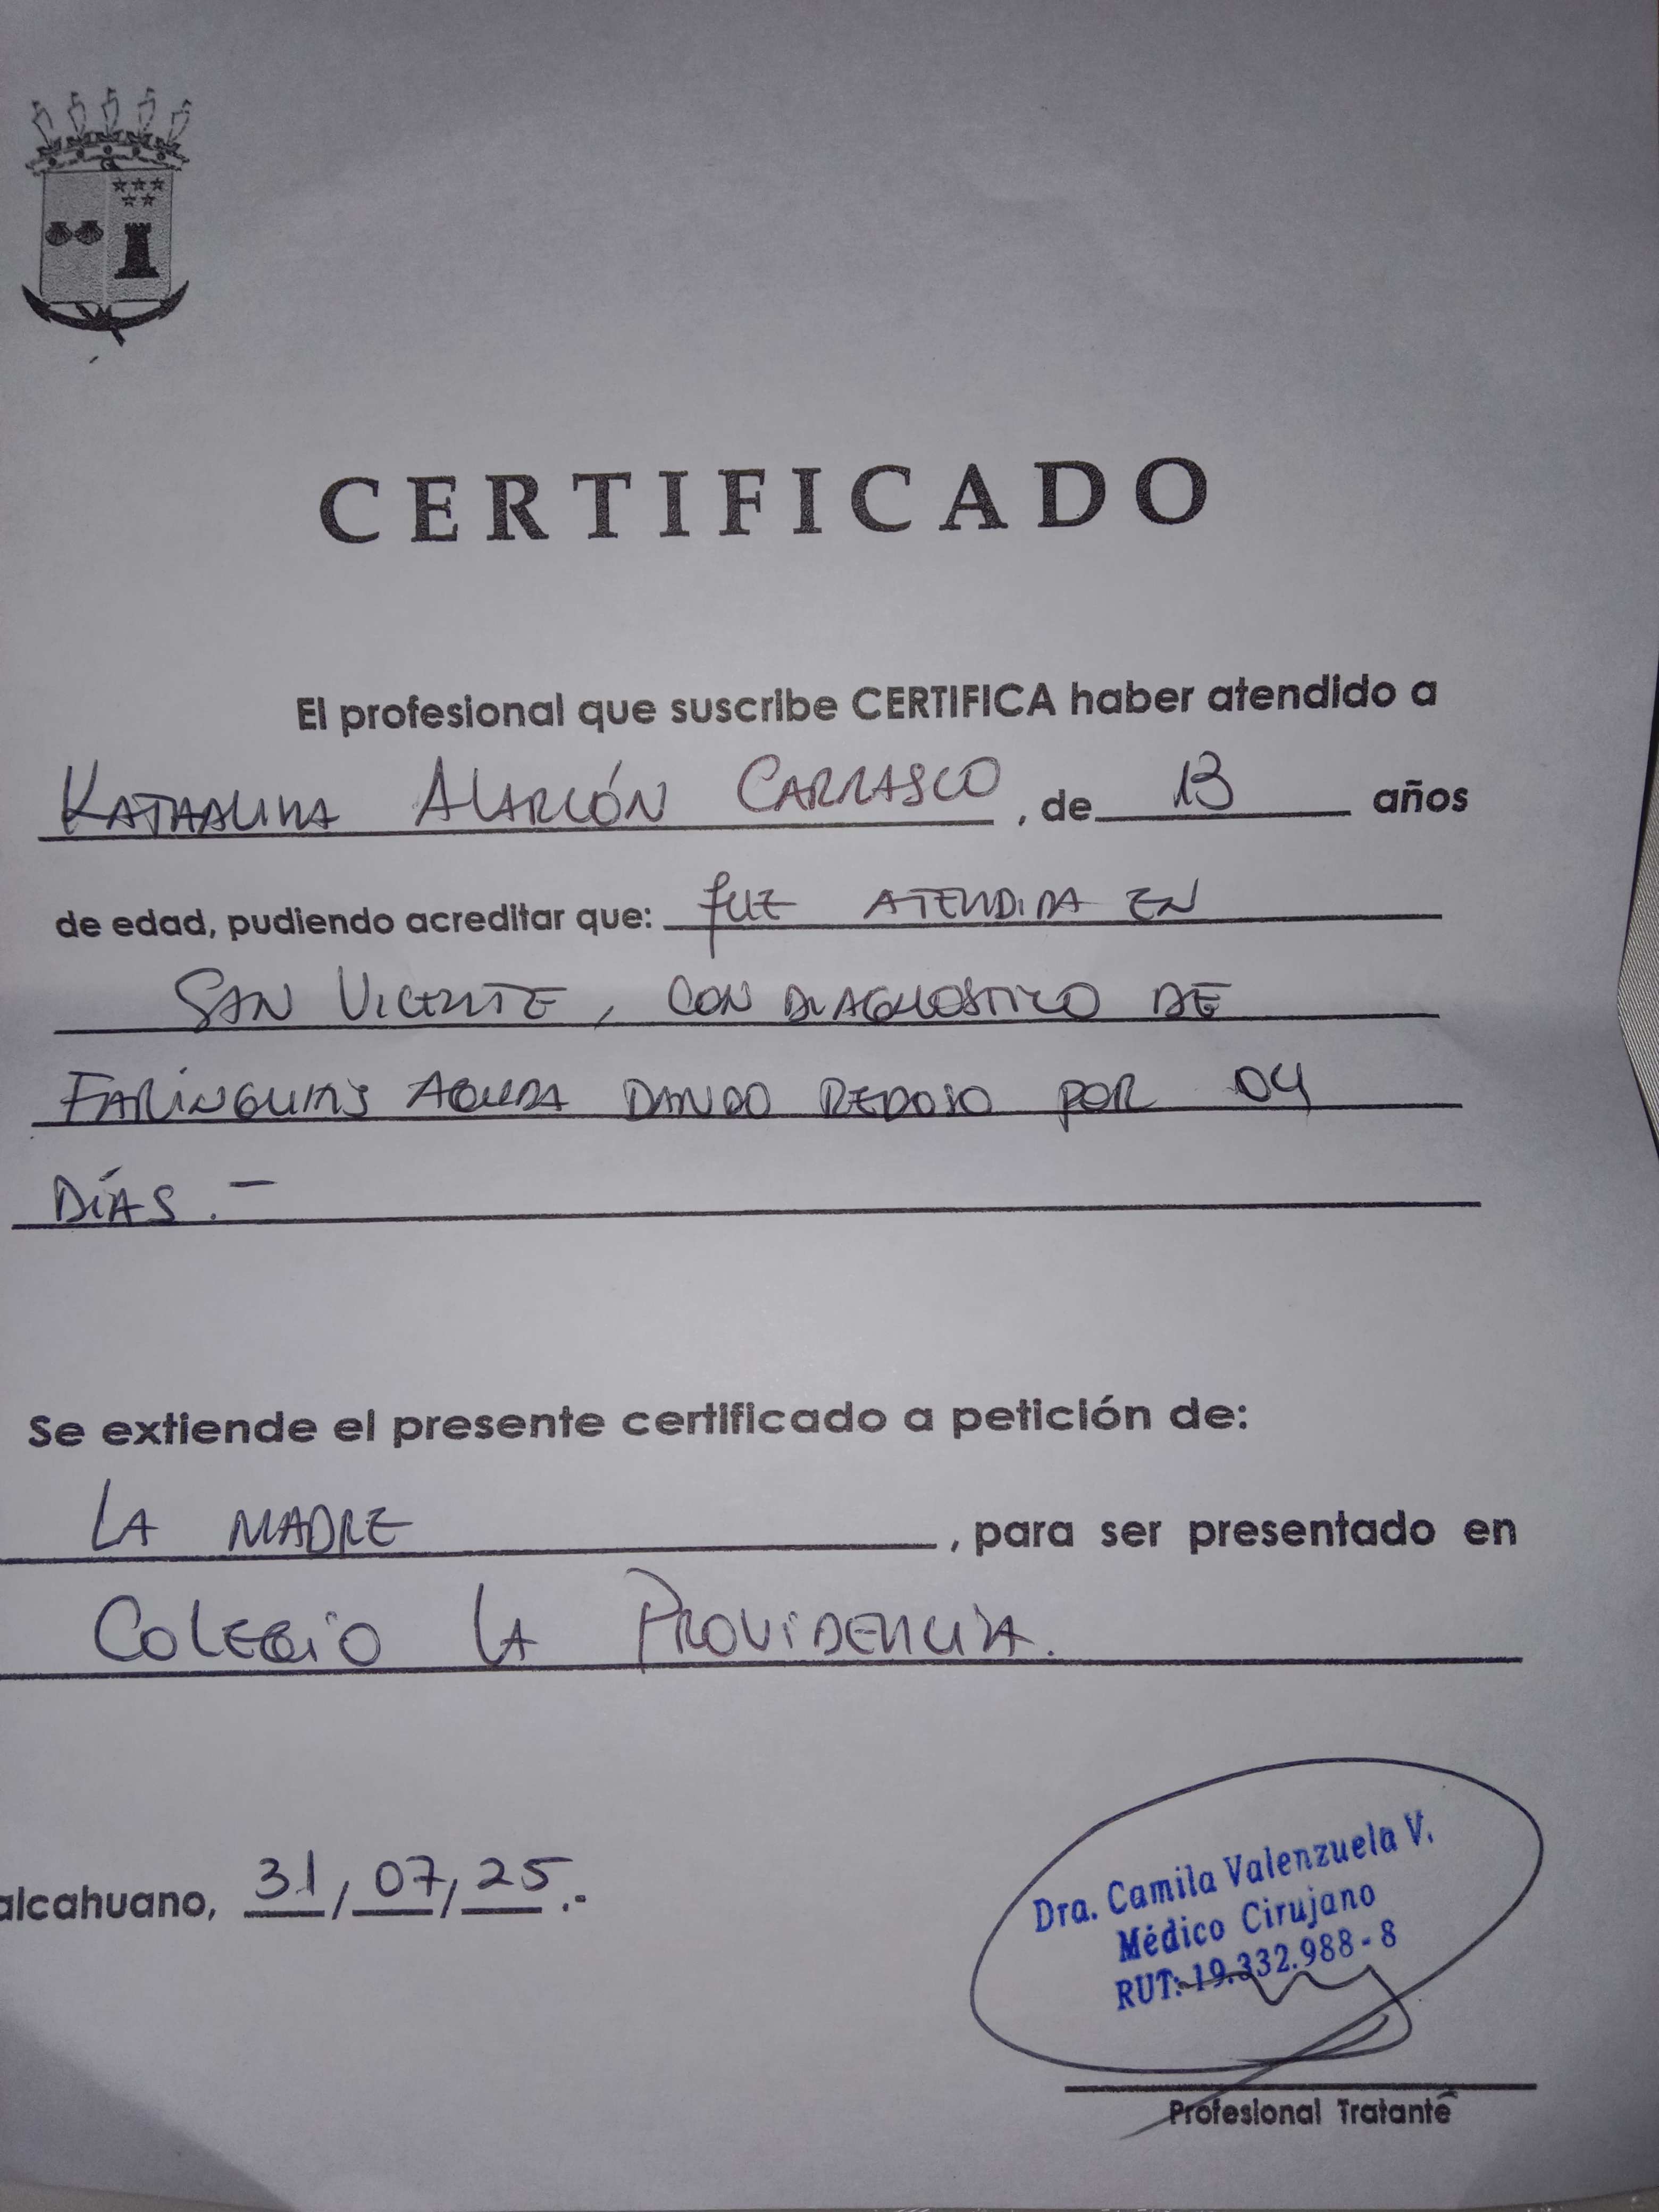 CERTIFICADO
El profesional que suscribe CERTIFICA haber atendido a
KATHALINA ALARCÓN CARRASCO, de 13 años
de edad, pudiendo acreditar que: fUE ATENDIDA EN
SAN VICENTE, CON DIAGNOSTICO DE
FARINGUITIS AGUDA DANDO REPOSO POR 04
DÍAS.-
Se extiende el presente certificado a petición de:
LA MADRE, para ser presentado en
COLEGIO LA PROVIDENCIA.
alcahuano, 31/07/25.-
Dra. Camila Valenzuela V.
Médico Cirujano
RUT: 19.332.988-8
Profesional Tratante